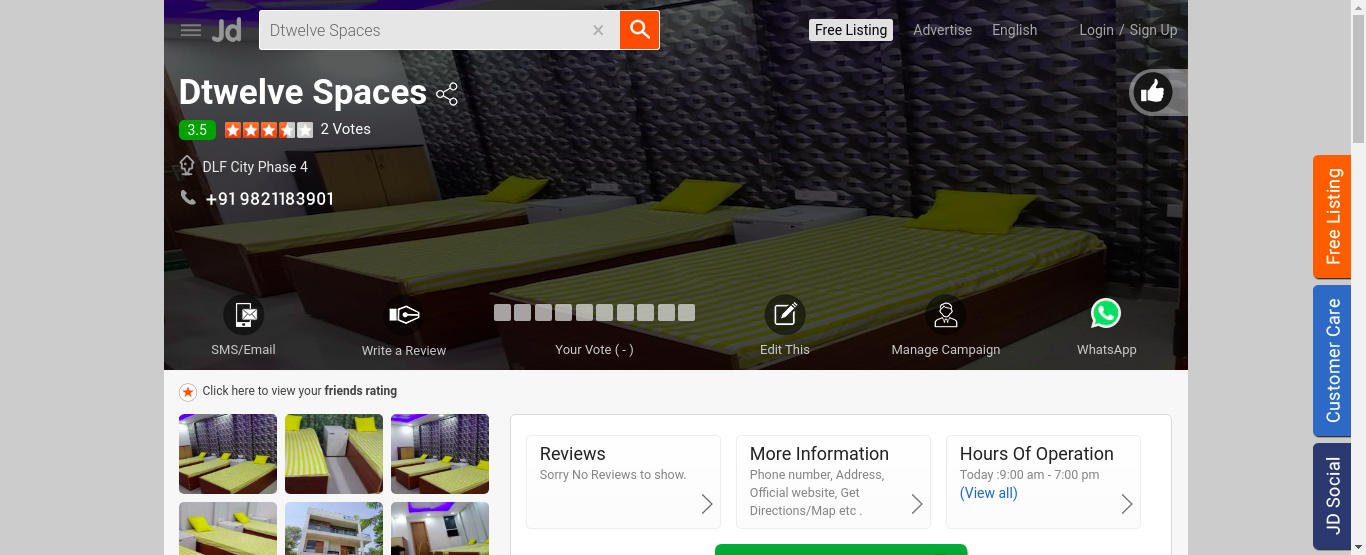 Jd
Dtwelve Spaces
Free Listing
Advertise
English
Login / Sign Up
Dtwelve Spaces
3.5
2 Votes
DLF City Phase 4
+91 9821183901
SMS/Email
Write a Review
Your Vote ( - )
Edit This
Manage Campaign
WhatsApp
Click here to view your friends rating
Reviews
Sorry No Reviews to show.
More Information
Phone number, Address,
Official website, Get
Directions/Map etc .
Hours Of Operation
Today :9:00 am - 7:00 pm
(View all)
Free Listing
Customer Care
JD Social